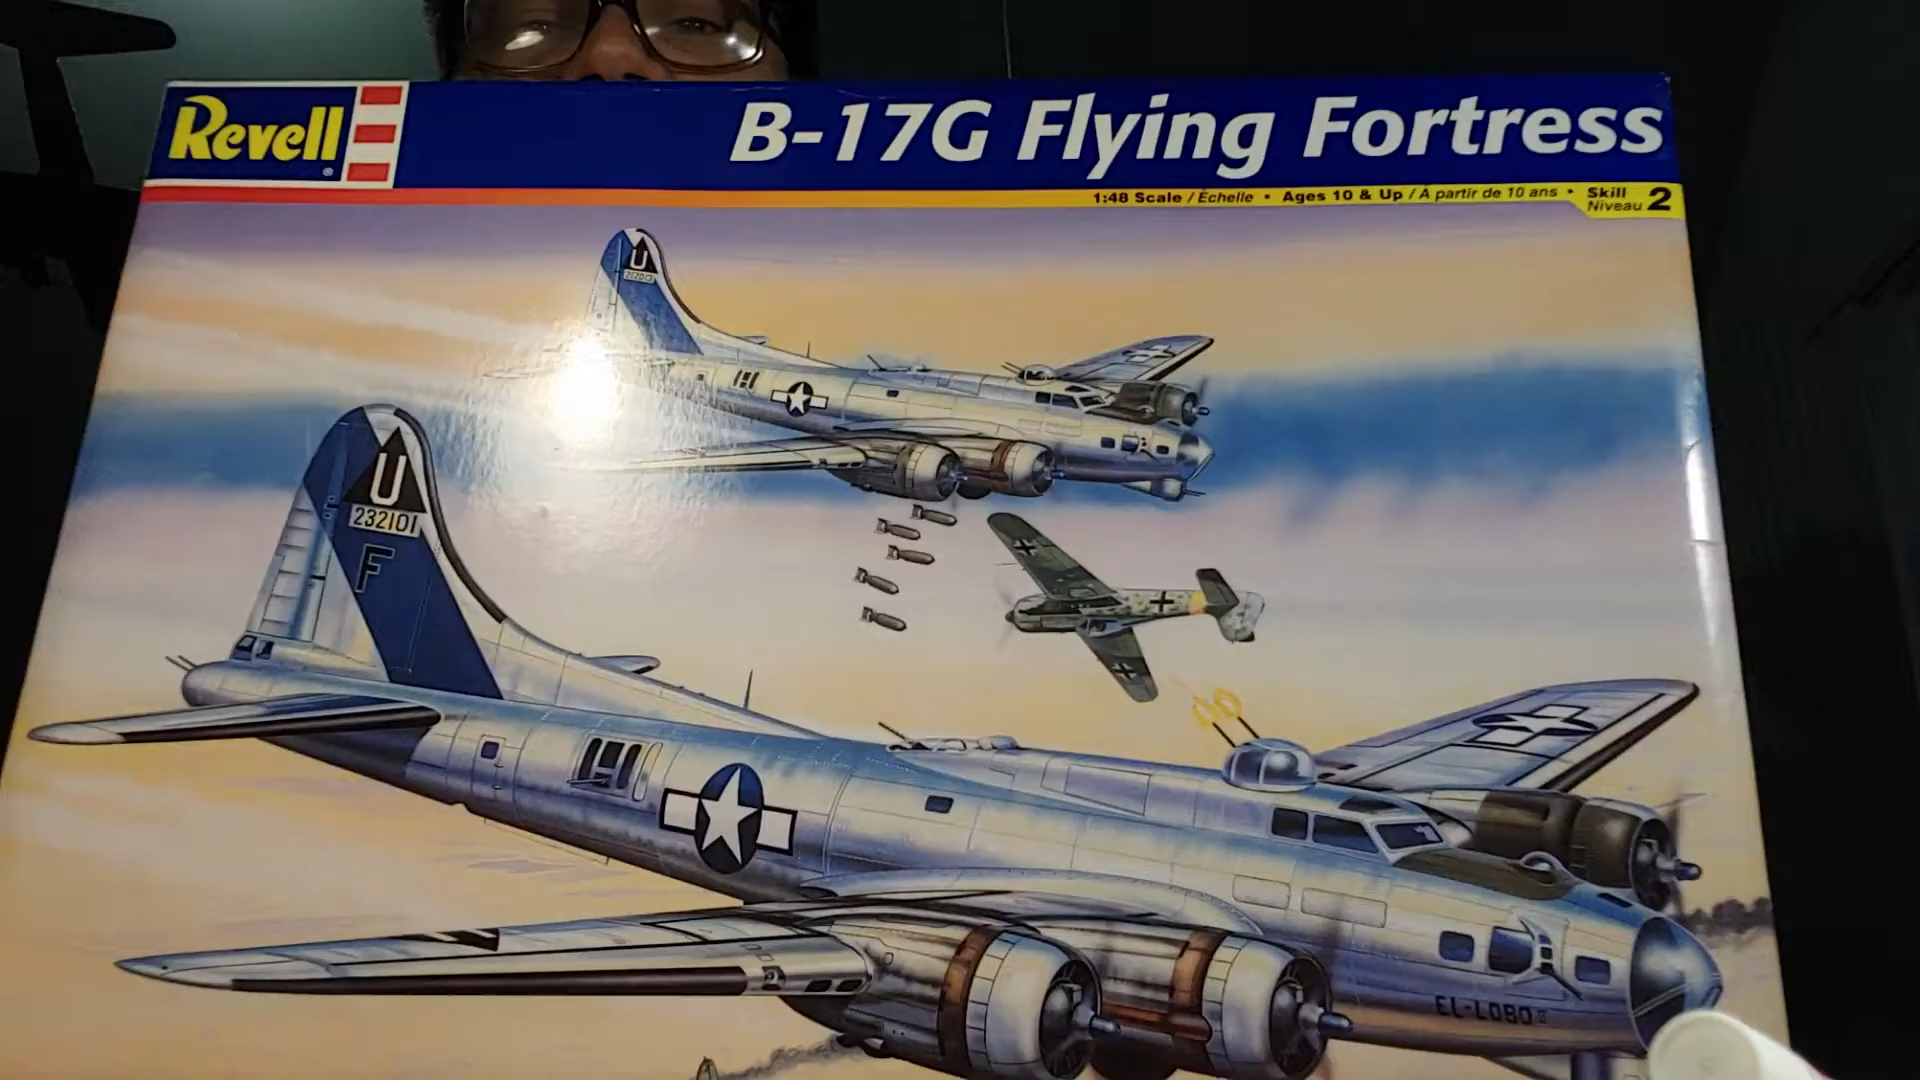 Revell®
B-17G Flying Fortress
1:48 Scale / Échelle • Ages 10 & Up / À partir de 10 ans • Skill
Niveau 2
U
U
232101
F
EL-LOBO II